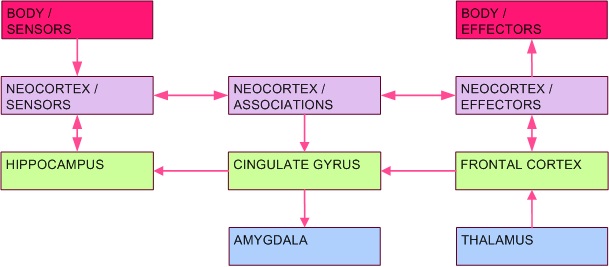 BODY /
SENSORS
BODY /
EFFECTORS
NEOCORTEX /
SENSORS
NEOCORTEX /
ASSOCIATIONS
NEOCORTEX /
EFFECTORS
HIPPOCAMPUS
CINGULATE GYRUS
FRONTAL CORTEX
AMYGDALA
THALAMUS